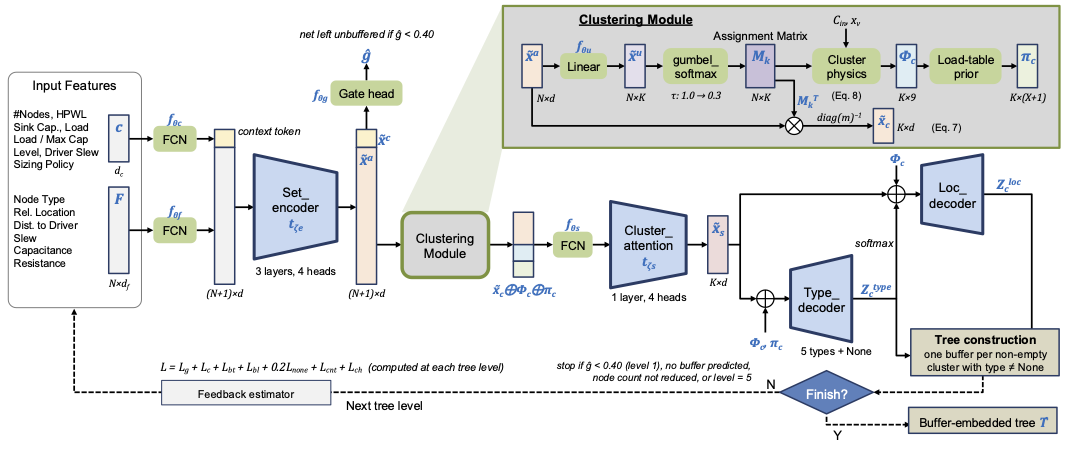 Input Features
#Nodes, HPWL
Sink Cap., Load
Load / Max Cap
Level, Driver Slew
Sizing Policy
Node Type
Rel. Location
Dist. to Driver
Slew
Capacitance
Resistance
c
d_c
F
N×d_f
f_θc
FCN
f_θf
FCN
context token
(N+1)×d
Set_
encoder
t_ζe
3 layers, 4 heads
net left unbuffered if ĝ < 0.40
ĝ
f_θg
Gate head
x̃^c
x̃^a
(N+1)×d
Clustering
Module
Clustering Module
x̃^a
N×d
f_θu
Linear
x̃^u
N×K
gumbel_
softmax
τ: 1.0 → 0.3
Assignment Matrix
M_k
N×K
M_k^T
C_in, x_v
Cluster
physics
(Eq. 8)
Φ_c
K×9
Load-table
prior
π_c
K×(X+1)
diag(m)^-1
x̃_c
K×d
(Eq. 7)
x̃_c⊕Φ_c⊕π_c
f_θs
FCN
Cluster_
attention
t_ζs
1 layer, 4 heads
x̃_s
K×d
Φ_c
Loc_
decoder
Z_c^loc
softmax
Φ_c, π_c
Type_
decoder
Z_c^type
5 types + None
Tree construction
one buffer per non-empty
cluster with type ≠ None
stop if ĝ < 0.40 (level 1), no buffer predicted,
node count not reduced, or level = 5
Finish?
N
Y
Buffer-embedded tree T
L = L_g + L_c + L_bt + L_bl + 0.2L_none + L_cnt + L_ch (computed at each tree level)
Feedback estimator
Next tree level